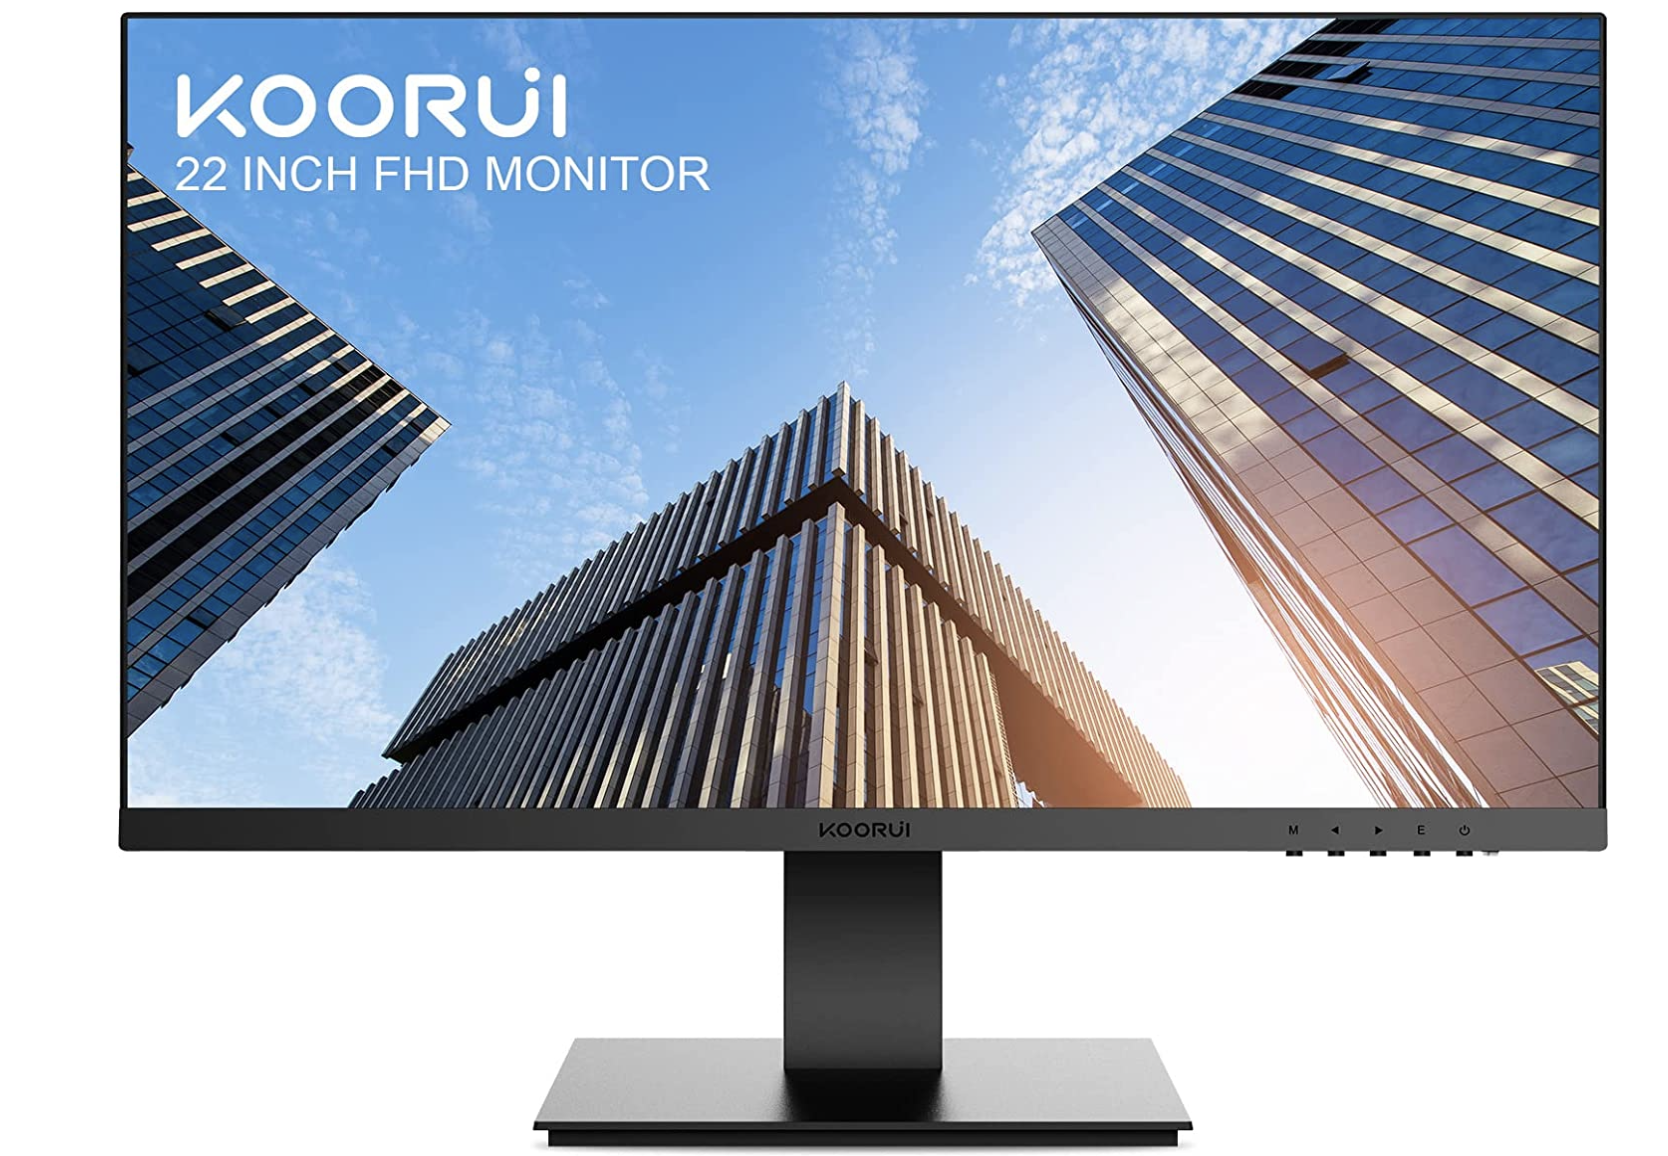 KOORUI
22 INCH FHD MONITOR
KOORUI
M ◀ ▶ E ⏻